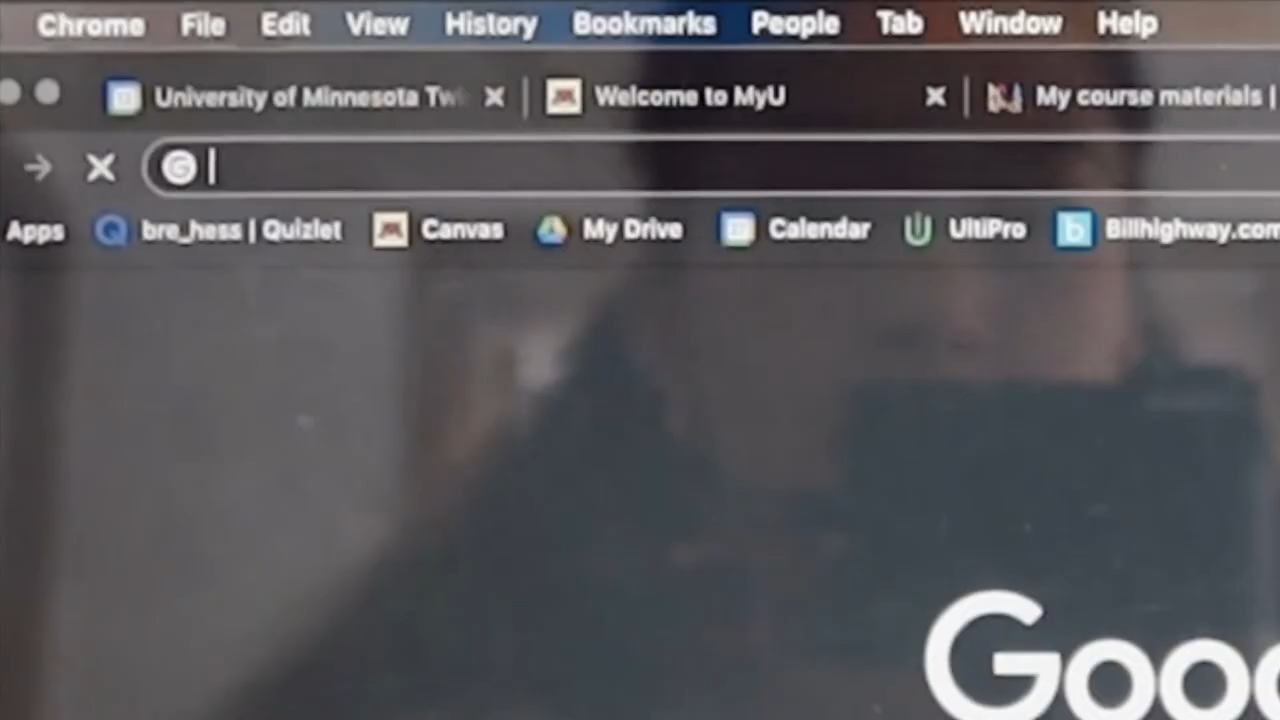 Chrome File Edit View History Bookmarks People Tab Window Help
University of Minnesota Tw Welcome to MyU My course materials |
Apps bre_hess | Quizlet Canvas My Drive Calendar UltiPro Billhighway.com
Goo